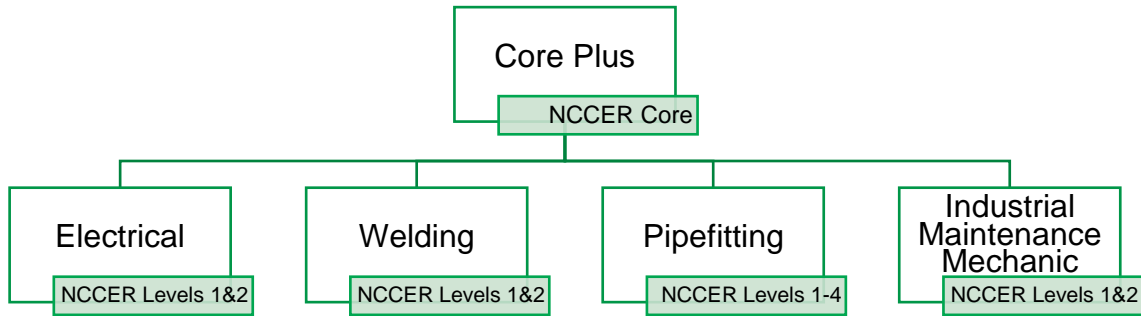 Core Plus
NCCER Core
Electrical
NCCER Levels 1&2
Welding
NCCER Levels 1&2
Pipefitting
NCCER Levels 1-4
Industrial
Maintenance
Mechanic
NCCER Levels 1&2